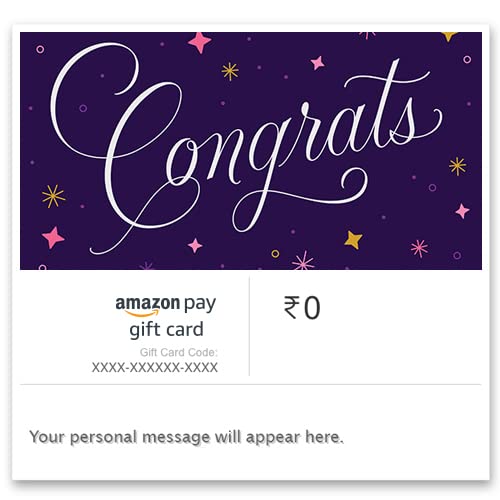 Congrats
amazon pay
gift card
Gift Card Code:
XXXX-XXXXXX-XXXX
₹0
Your personal message will appear here.